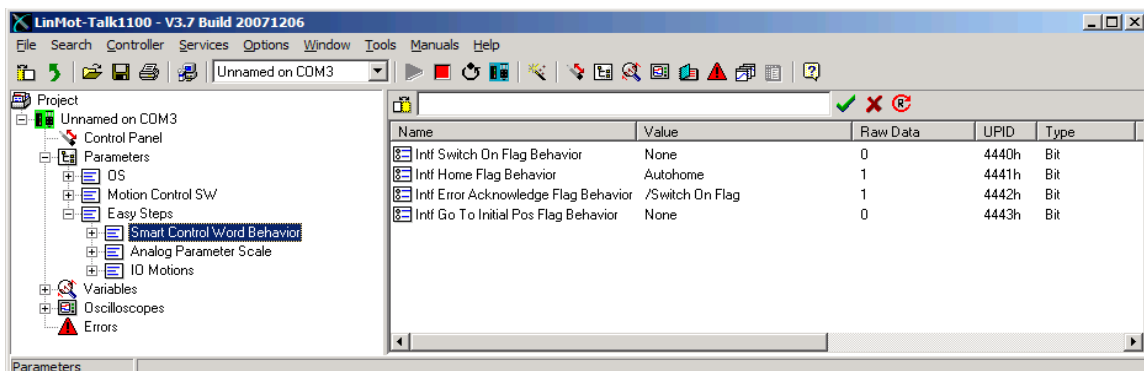 LinMot-Talk1100 - V3.7 Build 20071206
File Search Controller Services Options Window Tools Manuals Help
Unnamed on COM3
Project
Unnamed on COM3
Control Panel
Parameters
OS
Motion Control SW
Easy Steps
Smart Control Word Behavior
Analog Parameter Scale
IO Motions
Variables
Oscilloscopes
Errors
Name Value Raw Data UPID Type
Intf Switch On Flag Behavior None 0 4440h Bit
Intf Home Flag Behavior Autohome 1 4441h Bit
Intf Error Acknowledge Flag Behavior /Switch On Flag 1 4442h Bit
Intf Go To Initial Pos Flag Behavior None 0 4443h Bit
Parameters